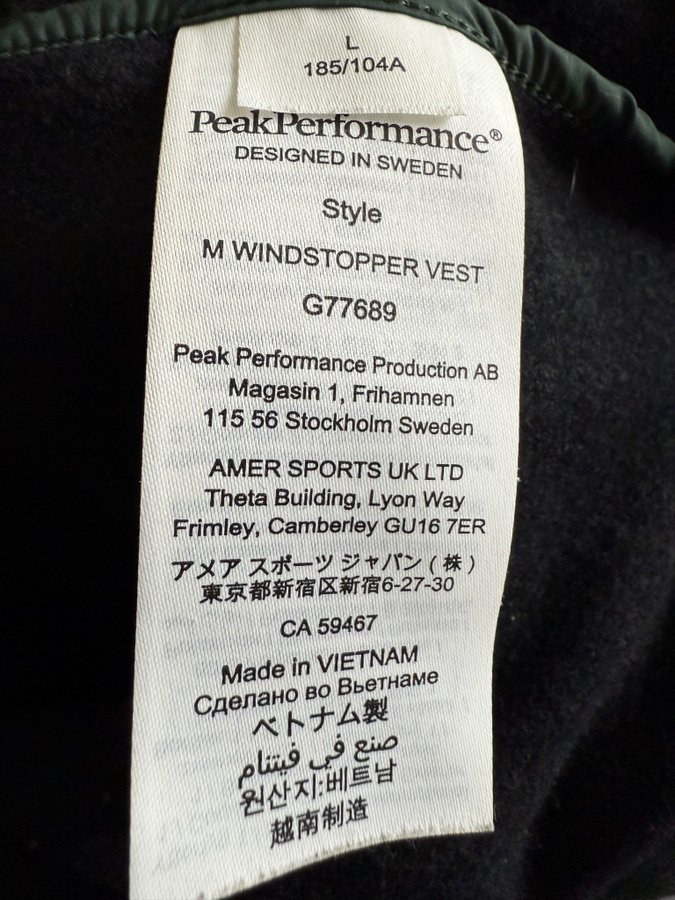 L
185/104A
PeakPerformance®
DESIGNED IN SWEDEN
Style
M WINDSTOPPER VEST
G77689
Peak Performance Production AB
Magasin 1, Frihamnen
115 56 Stockholm Sweden
AMER SPORTS UK LTD
Theta Building, Lyon Way
Frimley, Camberley GU16 7ER
アメア スポーツ ジャパン ( 株 )
東京都新宿区新宿6-27-30
CA 59467
Made in VIETNAM
Сделано во Вьетнаме
ベトナム製
صنع في فيتنام
원산지:베트남
越南制造